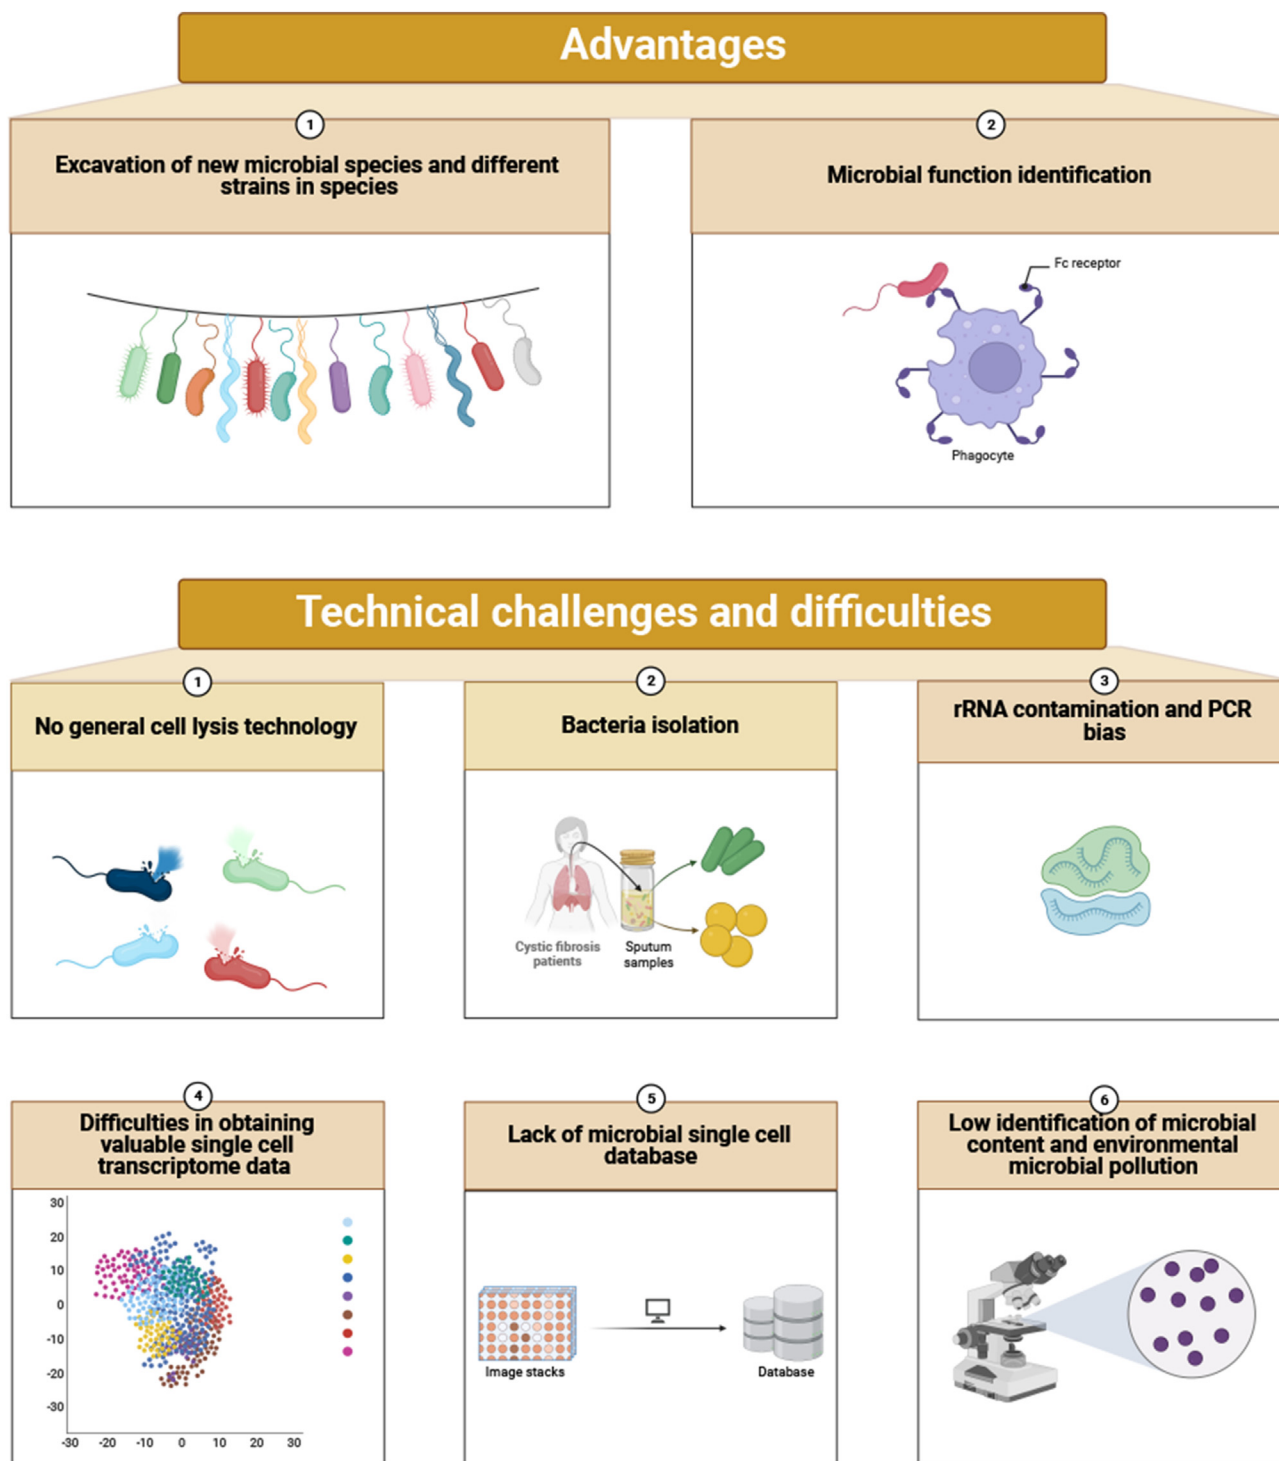 Advantages
1
Excavation of new microbial species and different
strains in species
2
Microbial function identification
Fc receptor
Phagocyte
Technical challenges and difficulties
1
No general cell lysis technology
2
Bacteria isolation
Cystic fibrosis
patients
Sputum
samples
3
rRNA contamination and PCR
bias
4
Difficulties in obtaining
valuable single cell
transcriptome data
30
20
10
0
-10
-20
-30
-30 -20 -10 0 10 20 30
5
Lack of microbial single cell
database
Image stacks
Database
6
Low identification of microbial
content and environmental
microbial pollution